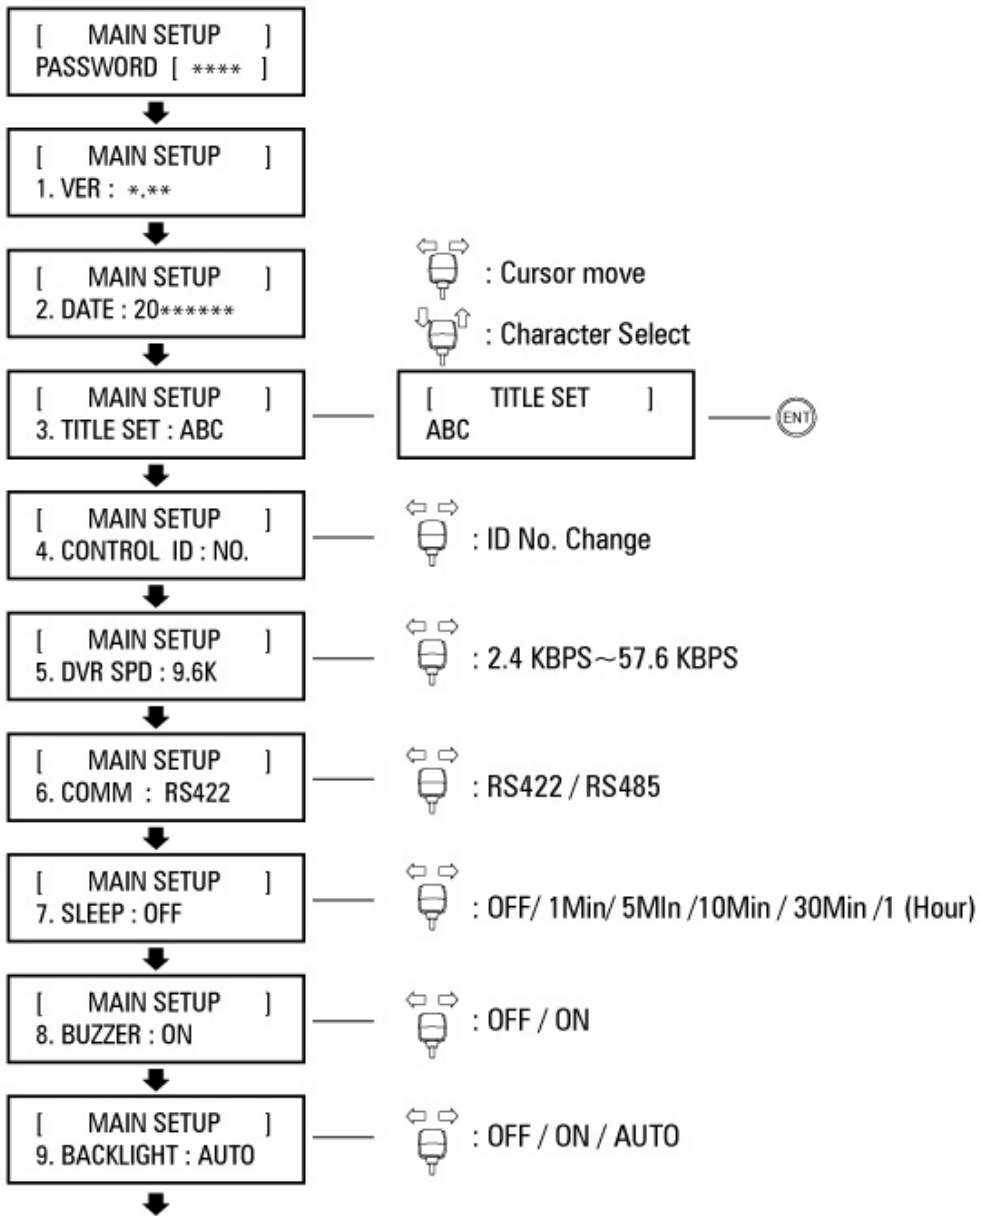 [ MAIN SETUP ]
PASSWORD [ **** ]
[ MAIN SETUP ]
1. VER : *.**
[ MAIN SETUP ]
2. DATE : 20******
: Cursor move
: Character Select
[ MAIN SETUP ]
3. TITLE SET : ABC
[ TITLE SET ]
ABC
ENT
[ MAIN SETUP ]
4. CONTROL ID : NO.
: ID No. Change
[ MAIN SETUP ]
5. DVR SPD : 9.6K
: 2.4 KBPS~57.6 KBPS
[ MAIN SETUP ]
6. COMM : RS422
: RS422 / RS485
[ MAIN SETUP ]
7. SLEEP : OFF
: OFF/ 1Min/ 5MIn /10Min / 30Min /1 (Hour)
[ MAIN SETUP ]
8. BUZZER : ON
: OFF / ON
[ MAIN SETUP ]
9. BACKLIGHT : AUTO
: OFF / ON / AUTO